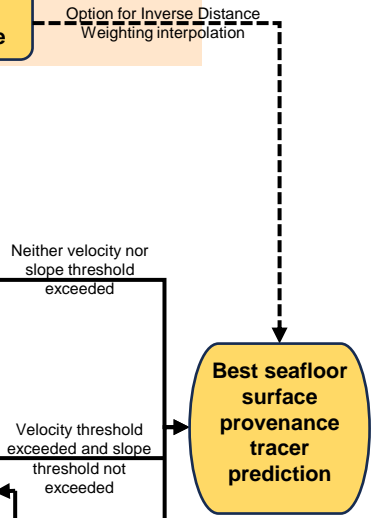 Option for Inverse Distance
Weighting interpolation
e
Neither velocity nor
slope threshold
exceeded
Best seafloor
surface
provenance
tracer
prediction
Velocity threshold
exceeded and slope
threshold not
exceeded